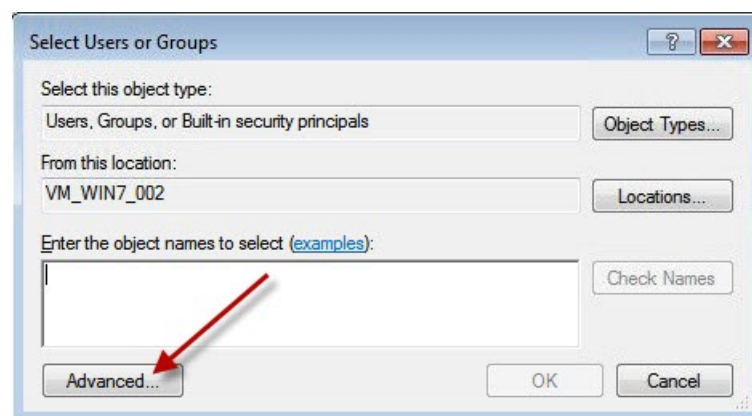 Select Users or Groups
Select this object type:
Users, Groups, or Built-in security principals
Object Types...
From this location:
VM_WIN7_002
Locations...
Enter the object names to select (examples):
Check Names
Advanced...
OK
Cancel